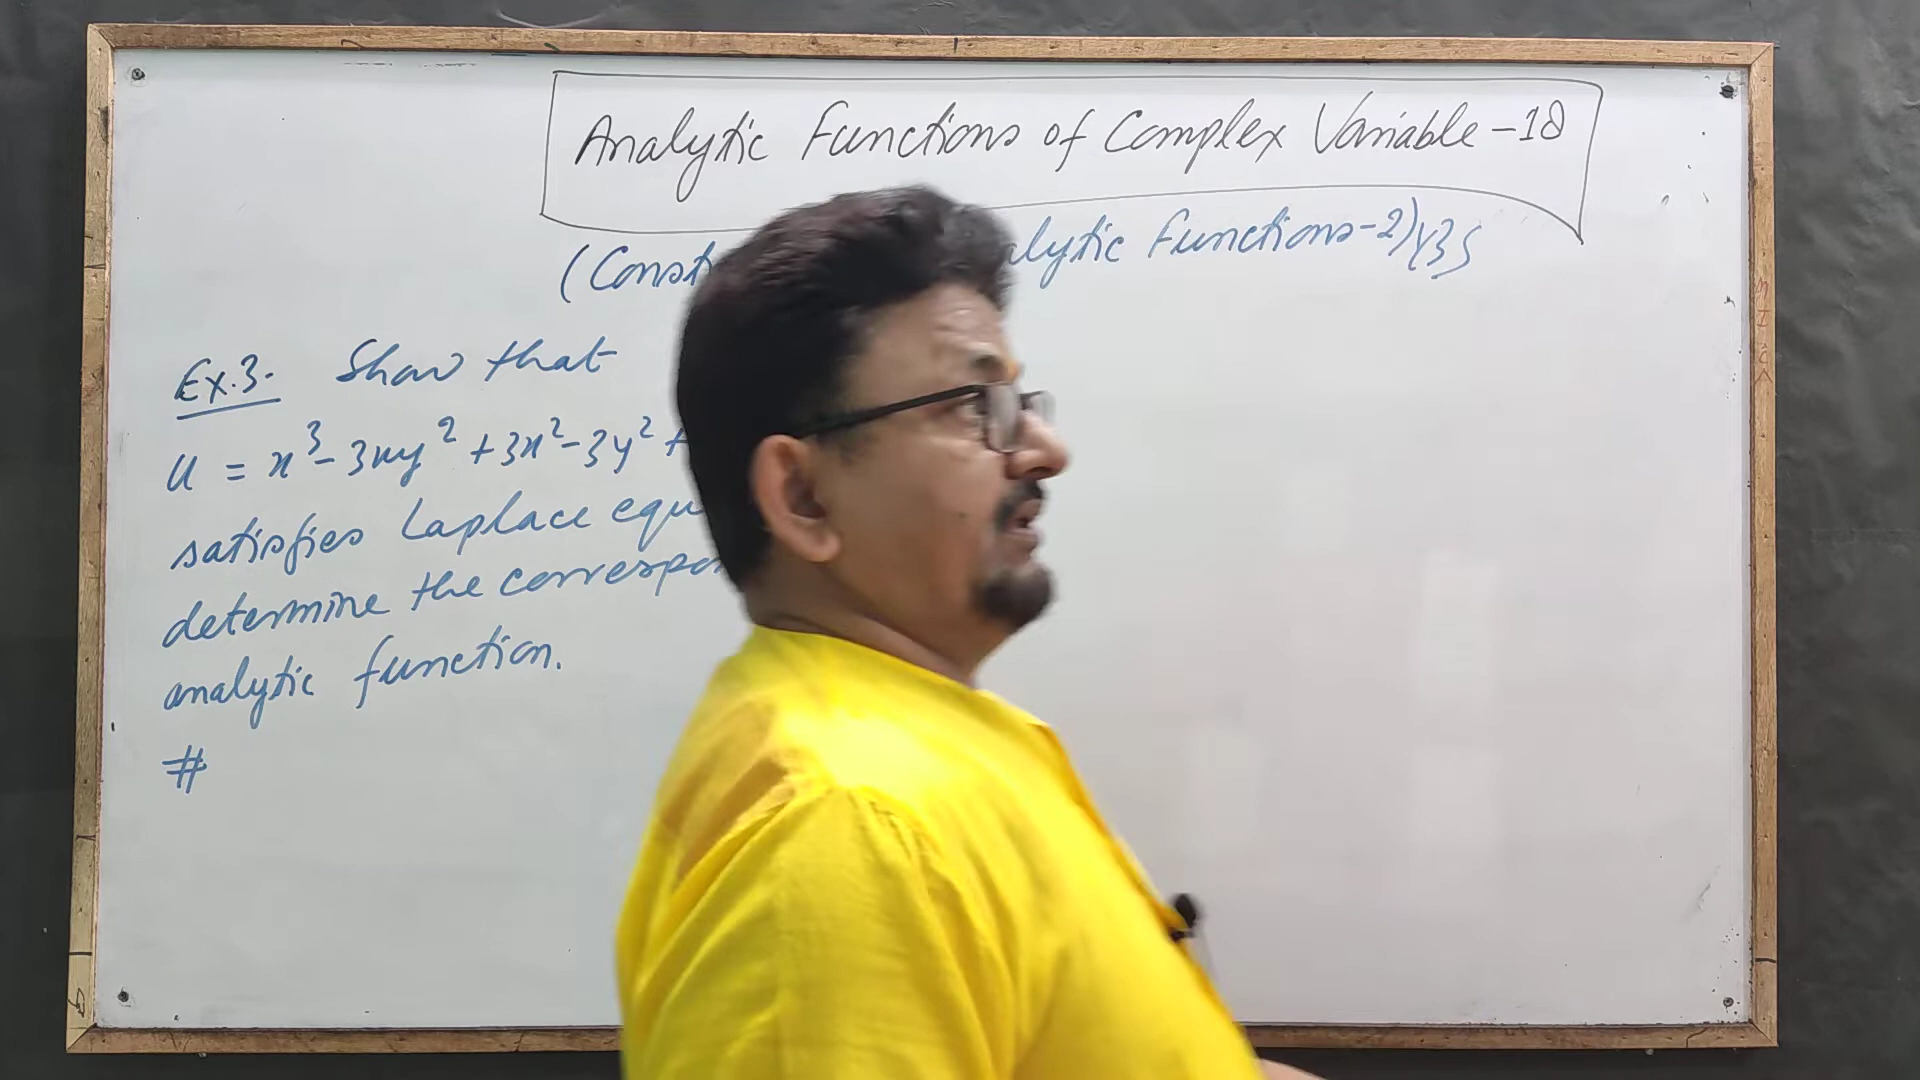 Analytic Functions of Complex Variable-18
(Const alytic Functions-2)
Ex.3. Show that
u = x³-3xy² +3x²-3y² +
satisfies Laplace equ
determine the correspon
analytic function.
#